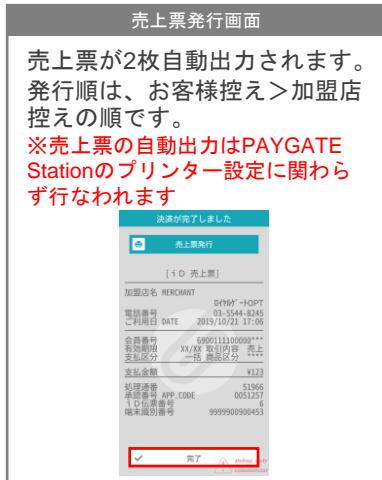 売上票発行画面
売上票が2枚自動出力されます。
発行順は、お客様控え＞加盟店
控えの順です。
※売上票の自動出力はPAYGATE
Stationのプリンター設定に関わら
ず行なわれます
決済が完了しました
売上票発行
[iD 売上票]
加盟店名 MERCHANT
ﾛｲﾔﾙｹﾞｰﾄOPT
電話番号 03-5544-8245
ご利用日 DATE 2019/10/21 17:06
会員番号 6900111100000***
有効期限 XX/XX 取引内容 売上
支払区分 一括 商品区分 ****
支払金額 ¥123
処理通番 51966
承認番号 APP.CODE 0051257
iD伝票番号 6
端末識別番号 9999900900453
完了